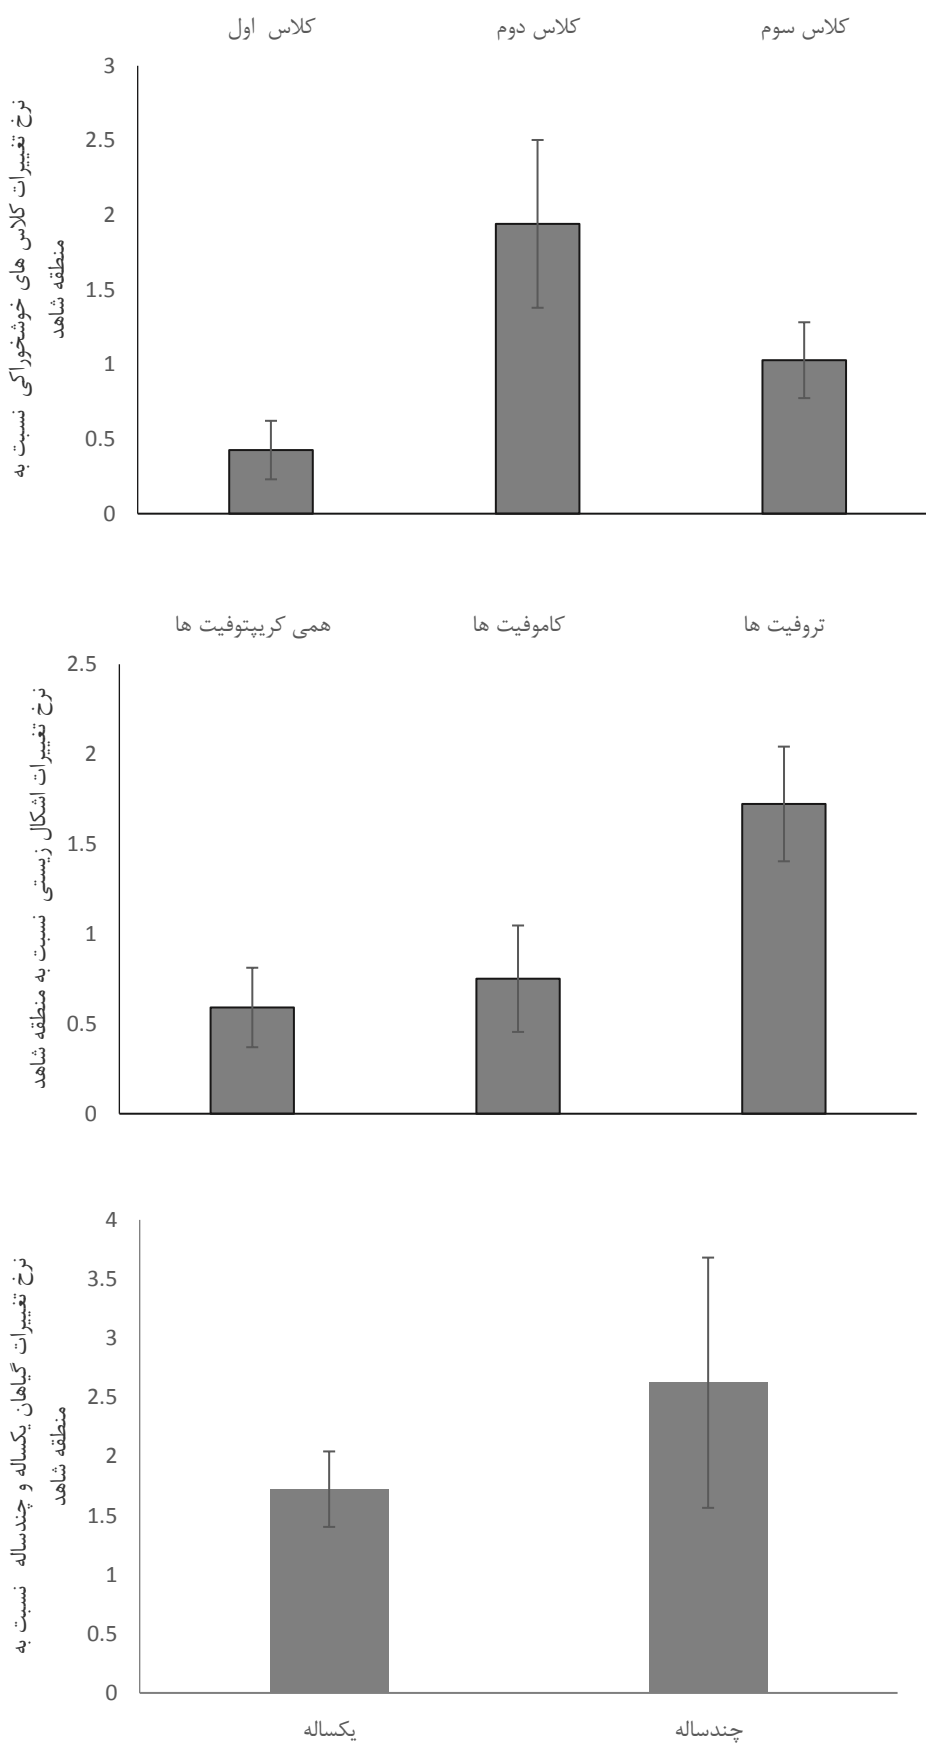 کلاس اول
کلاس دوم
کلاس سوم
نرخ تغییرات کلاس های خوشخوراکی نسبت به
منطقه شاهد
3
2.5
2
1.5
1
0.5
0
همی کریپتوفیت ها
کاموفیت ها
تروفیت ها
نرخ تغییرات اشکال زیستی نسبت به منطقه شاهد
2.5
2
1.5
1
0.5
0
نرخ تغییرات گیاهان یکساله و چندساله نسبت به
منطقه شاهد
4
3.5
3
2.5
2
1.5
1
0.5
0
یکساله
چندساله